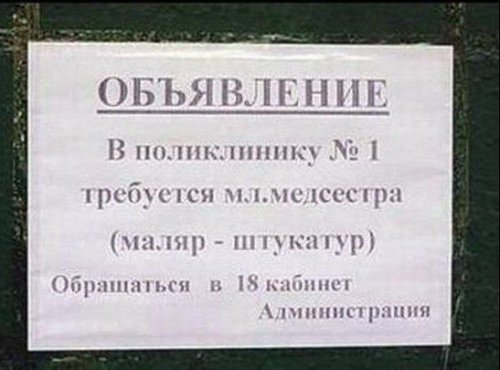 ОБЪЯВЛЕНИЕ
В поликлинику № 1
требуется мл.медсестра
(маляр - штукатур)
Обращаться в 18 кабинет
Администрация